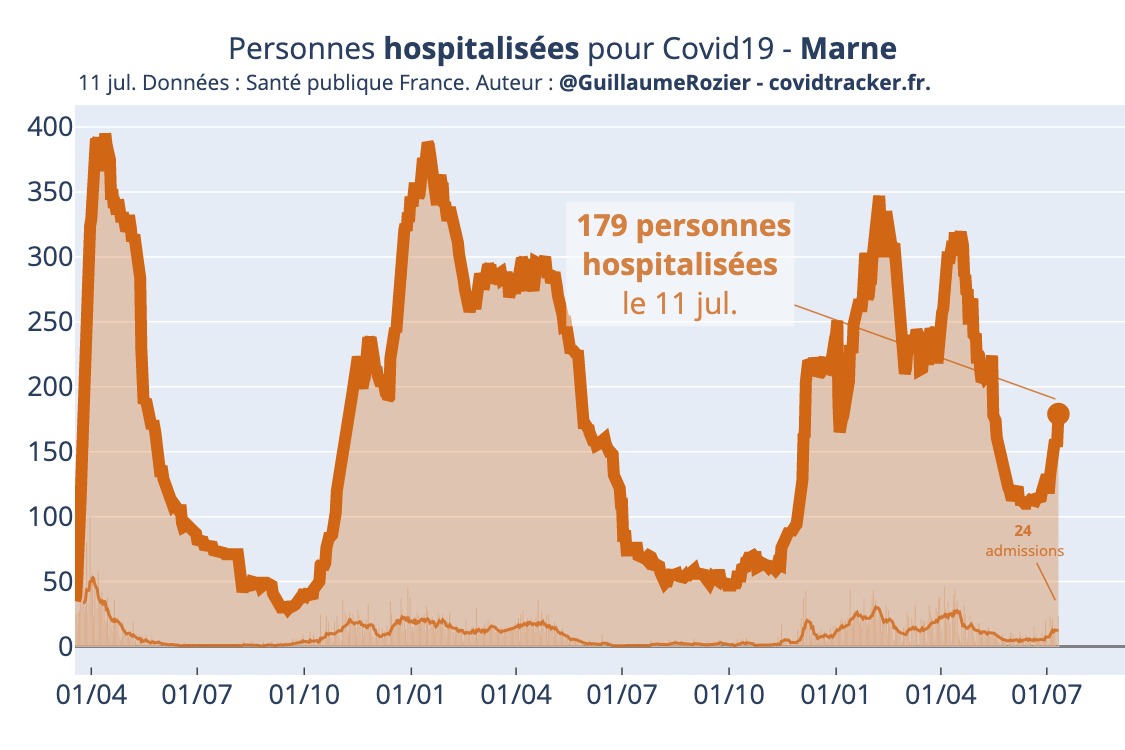 Personnes hospitalisées pour Covid19 - Marne
11 jul. Données : Santé publique France. Auteur : @GuillaumeRozier - covidtracker.fr.
400
350
300
250
200
150
100
50
0
179 personnes
hospitalisées
le 11 jul.
24
admissions
01/04 01/07 01/10 01/01 01/04 01/07 01/10 01/01 01/04 01/07